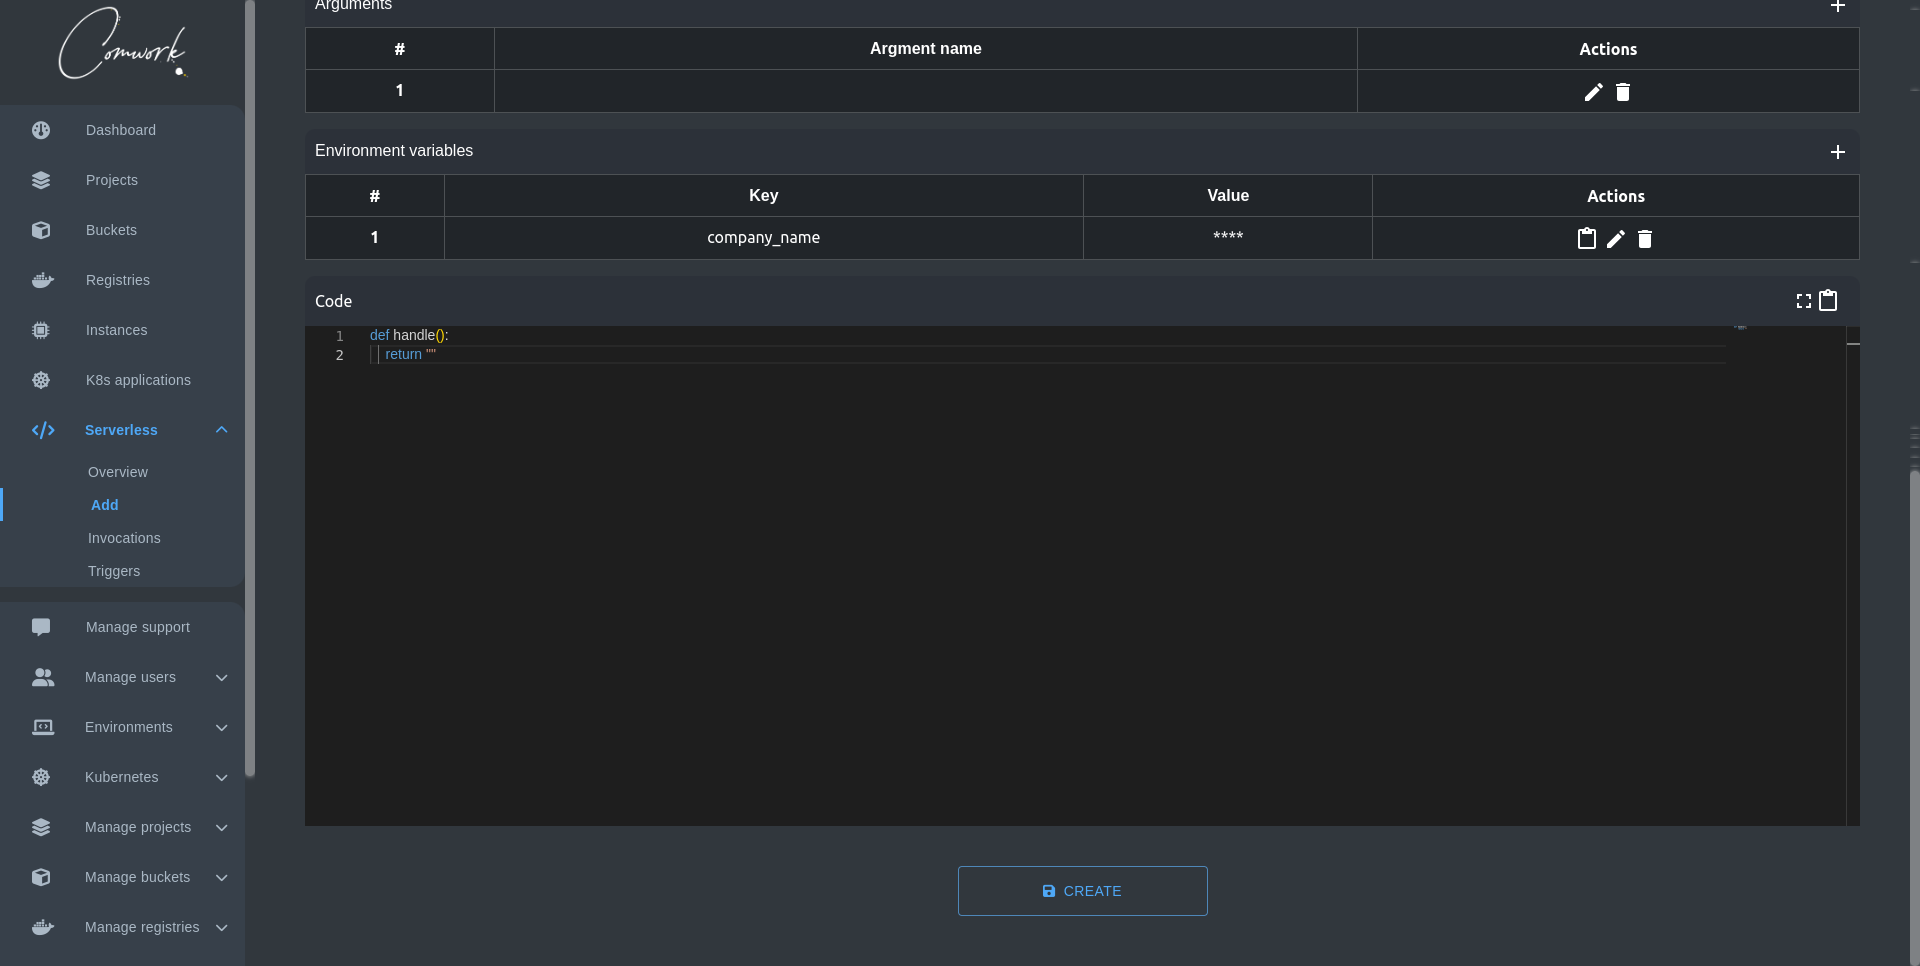 Comwork
Arguments
# Argment name Actions
1
Environment variables
# Key Value Actions
1 company_name ****
Code
1 def handle():
2 return ""
CREATE
Dashboard
Projects
Buckets
Registries
Instances
K8s applications
Serverless
Overview
Add
Invocations
Triggers
Manage support
Manage users
Environments
Kubernetes
Manage projects
Manage buckets
Manage registries